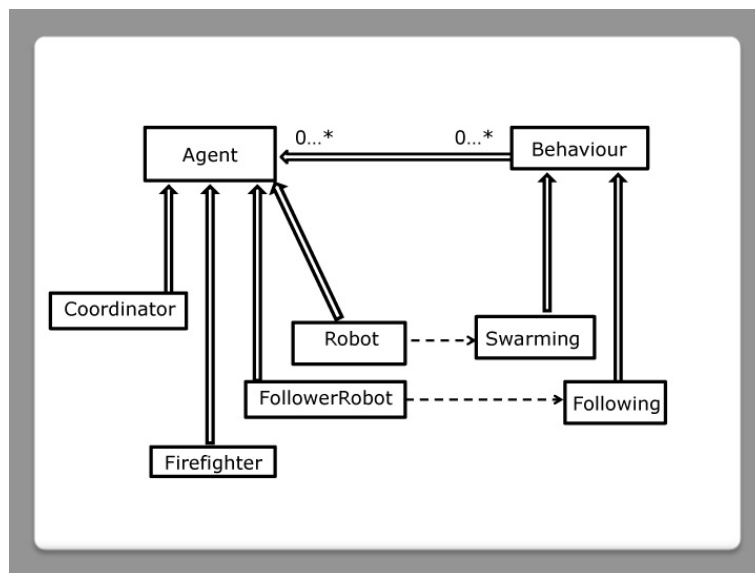 0...*
0...*
Agent
Behaviour
Coordinator
Robot
Swarming
FollowerRobot
Following
Firefighter